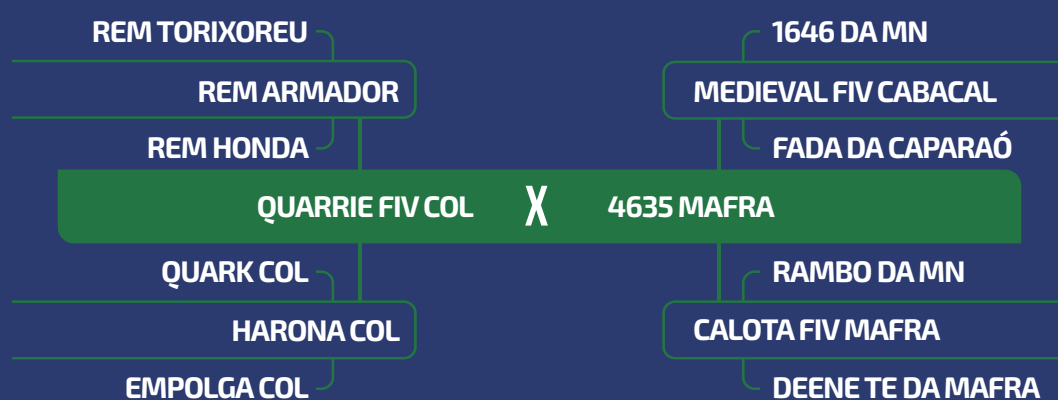 REM TORIXOREU
1646 DA MN
REM ARMADOR
MEDIEVAL FIV CABACAL
REM HONDA
FADA DA CAPARAÓ
QUARRIE FIV COL X 4635 MAFRA
QUARK COL
RAMBO DA MN
HARONA COL
CALOTA FIV MAFRA
EMPOLGA COL
DEENE TE DA MAFRA